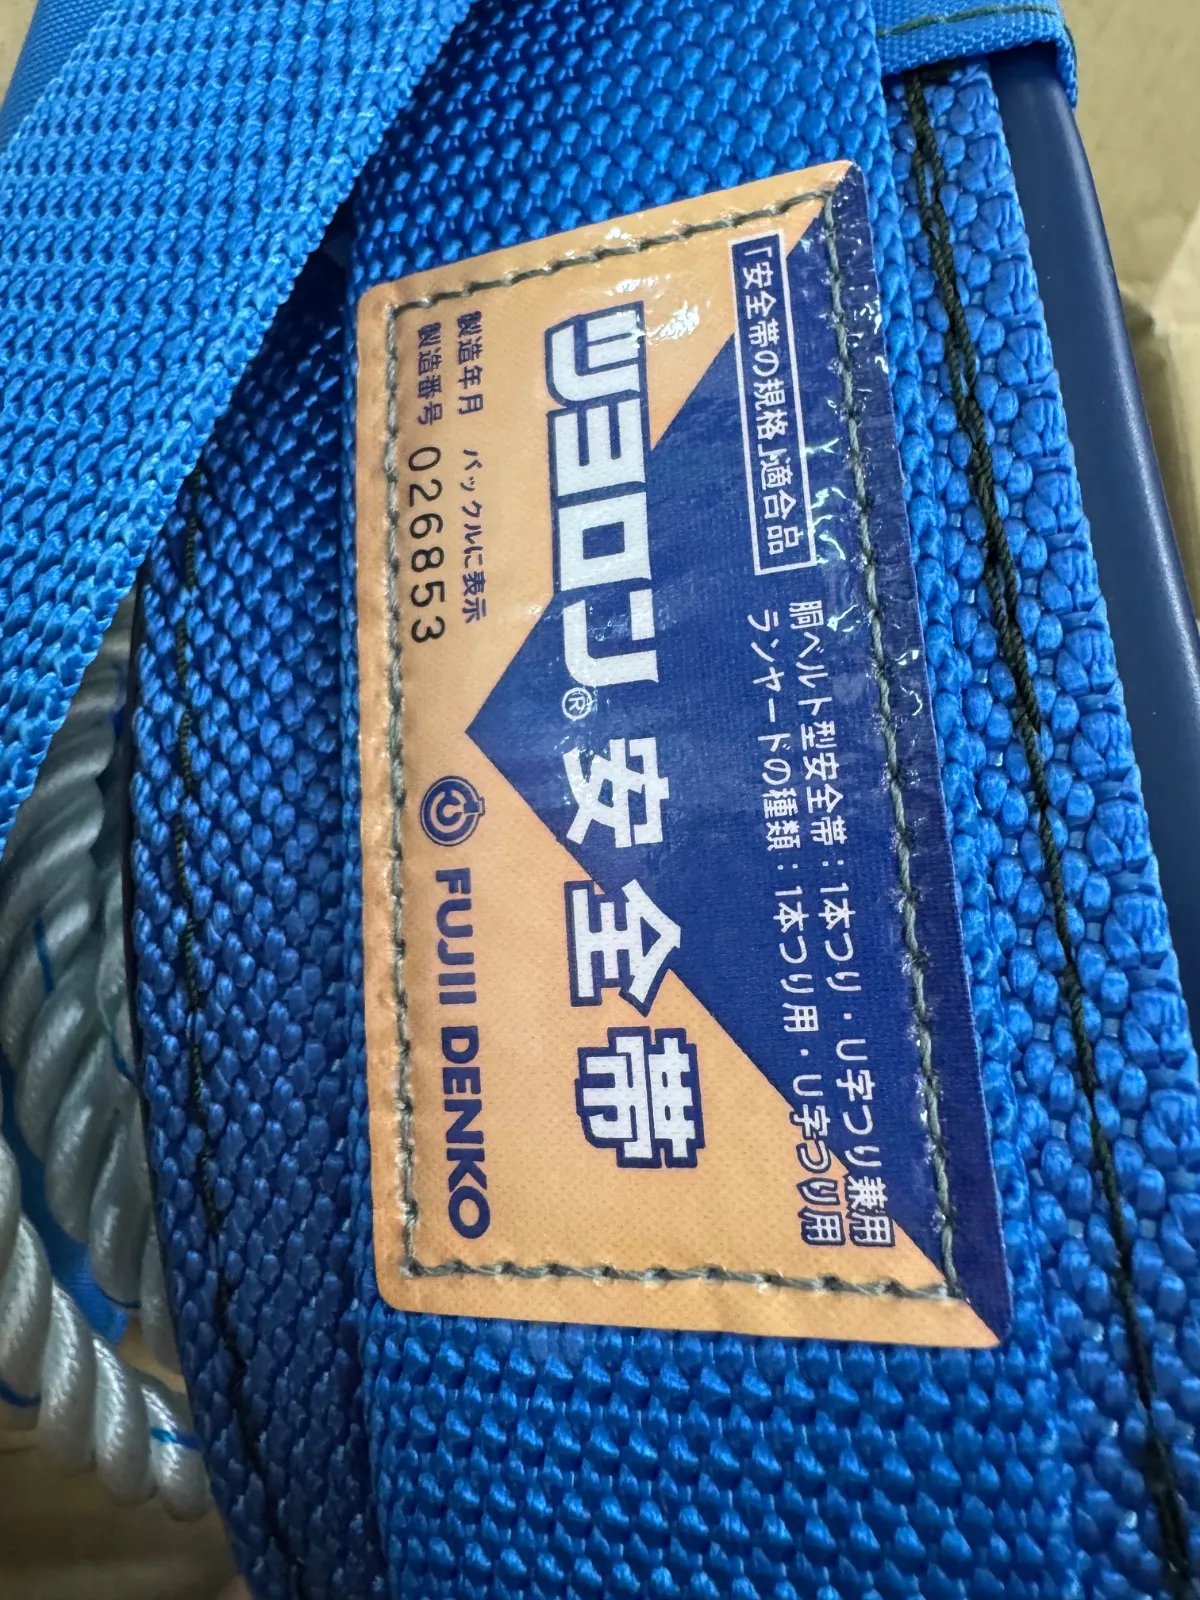 「安全帯の規格」適合品
胴ベルト型安全帯：1本つり・U字つり兼用
ランヤードの種類：1本つり用・U字つり用
ツヨロン®安全帯
製造年月 バックルに表示
製造番号 026853
FUJII DENKO